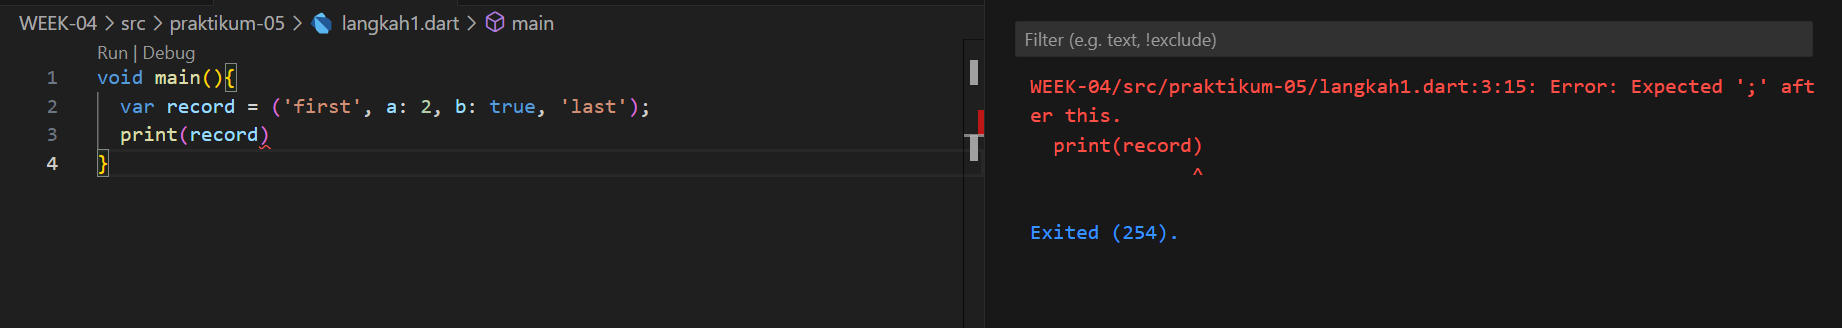 WEEK-04 > src > praktikum-05 > langkah1.dart > main
Run | Debug
1 void main(){
2 var record = ('first', a: 2, b: true, 'last');
3 print(record)
4 }
Filter (e.g. text, !exclude)
WEEK-04/src/praktikum-05/langkah1.dart:3:15: Error: Expected ';' aft
er this.
print(record)
^
Exited (254).